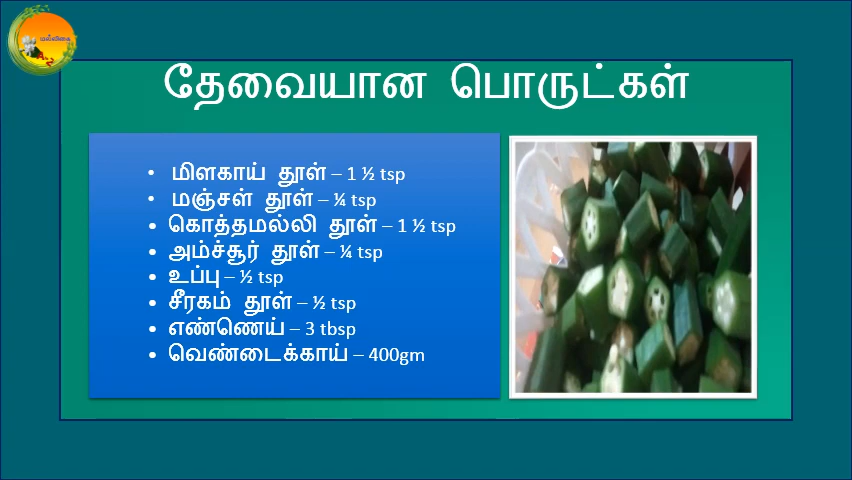 மல்லிகை
தேவையான பொருட்கள்
• மிளகாய் தூள் – 1 ½ tsp
• மஞ்சள் தூள் – ¼ tsp
• கொத்தமல்லி தூள் – 1 ½ tsp
• அம்ச்சூர் தூள் – ¼ tsp
• உப்பு – ½ tsp
• சீரகம் தூள் – ½ tsp
• எண்ணெய் – 3 tbsp
• வெண்டைக்காய் – 400gm